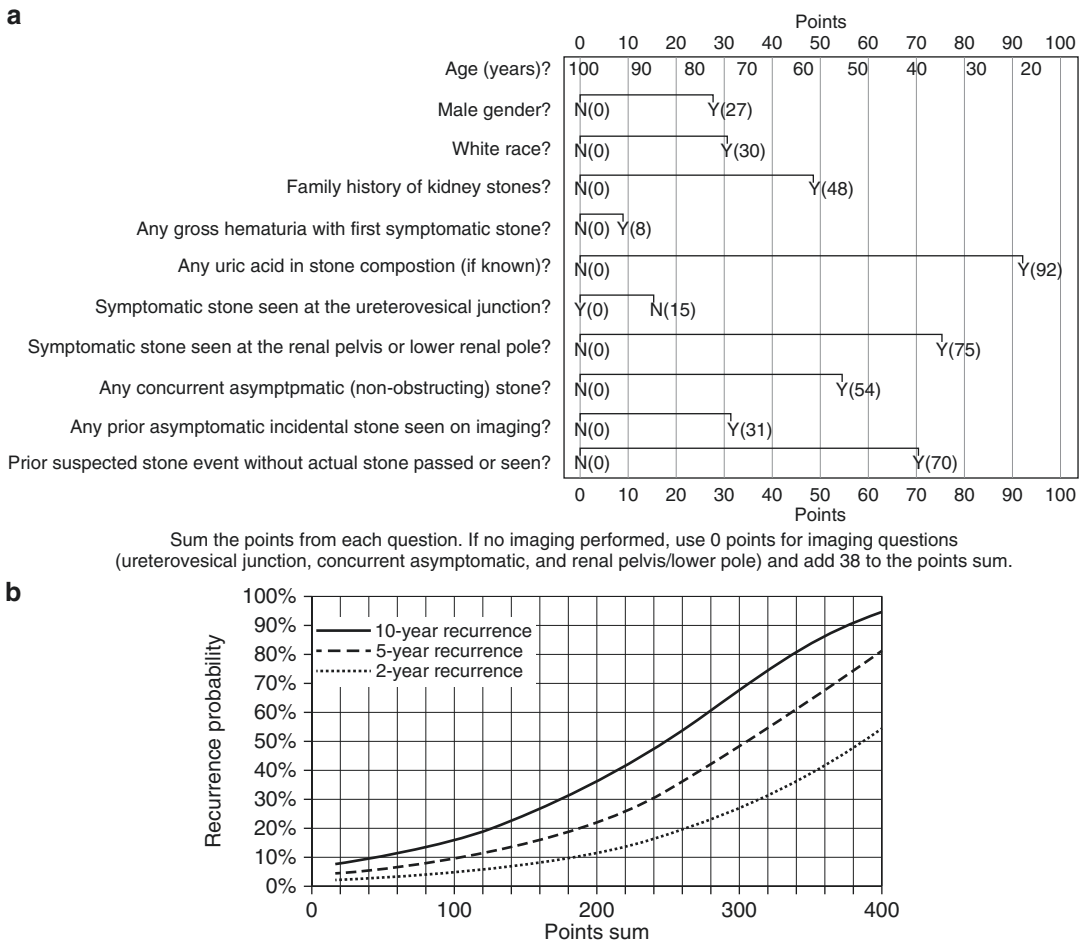 a
Points
0 10 20 30 40 50 60 70 80 90 100
Age (years)? 100 90 80 70 60 50 40 30 20
Male gender? N(0) Y(27)
White race? N(0) Y(30)
Family history of kidney stones? N(0) Y(48)
Any gross hematuria with first symptomatic stone? N(0) Y(8)
Any uric acid in stone compostion (if known)? N(0) Y(92)
Symptomatic stone seen at the ureterovesical junction? Y(0) N(15)
Symptomatic stone seen at the renal pelvis or lower renal pole? N(0) Y(75)
Any concurrent asymptpmatic (non-obstructing) stone? N(0) Y(54)
Any prior asymptomatic incidental stone seen on imaging? N(0) Y(31)
Prior suspected stone event without actual stone passed or seen? N(0) Y(70)
0 10 20 30 40 50 60 70 80 90 100
Points
Sum the points from each question. If no imaging performed, use 0 points for imaging questions
(ureterovesical junction, concurrent asymptomatic, and renal pelvis/lower pole) and add 38 to the points sum.
b
Recurrence probability
100%
90%
80%
70%
60%
50%
40%
30%
20%
10%
0%
10-year recurrence
5-year recurrence
2-year recurrence
0 100 200 300 400
Points sum